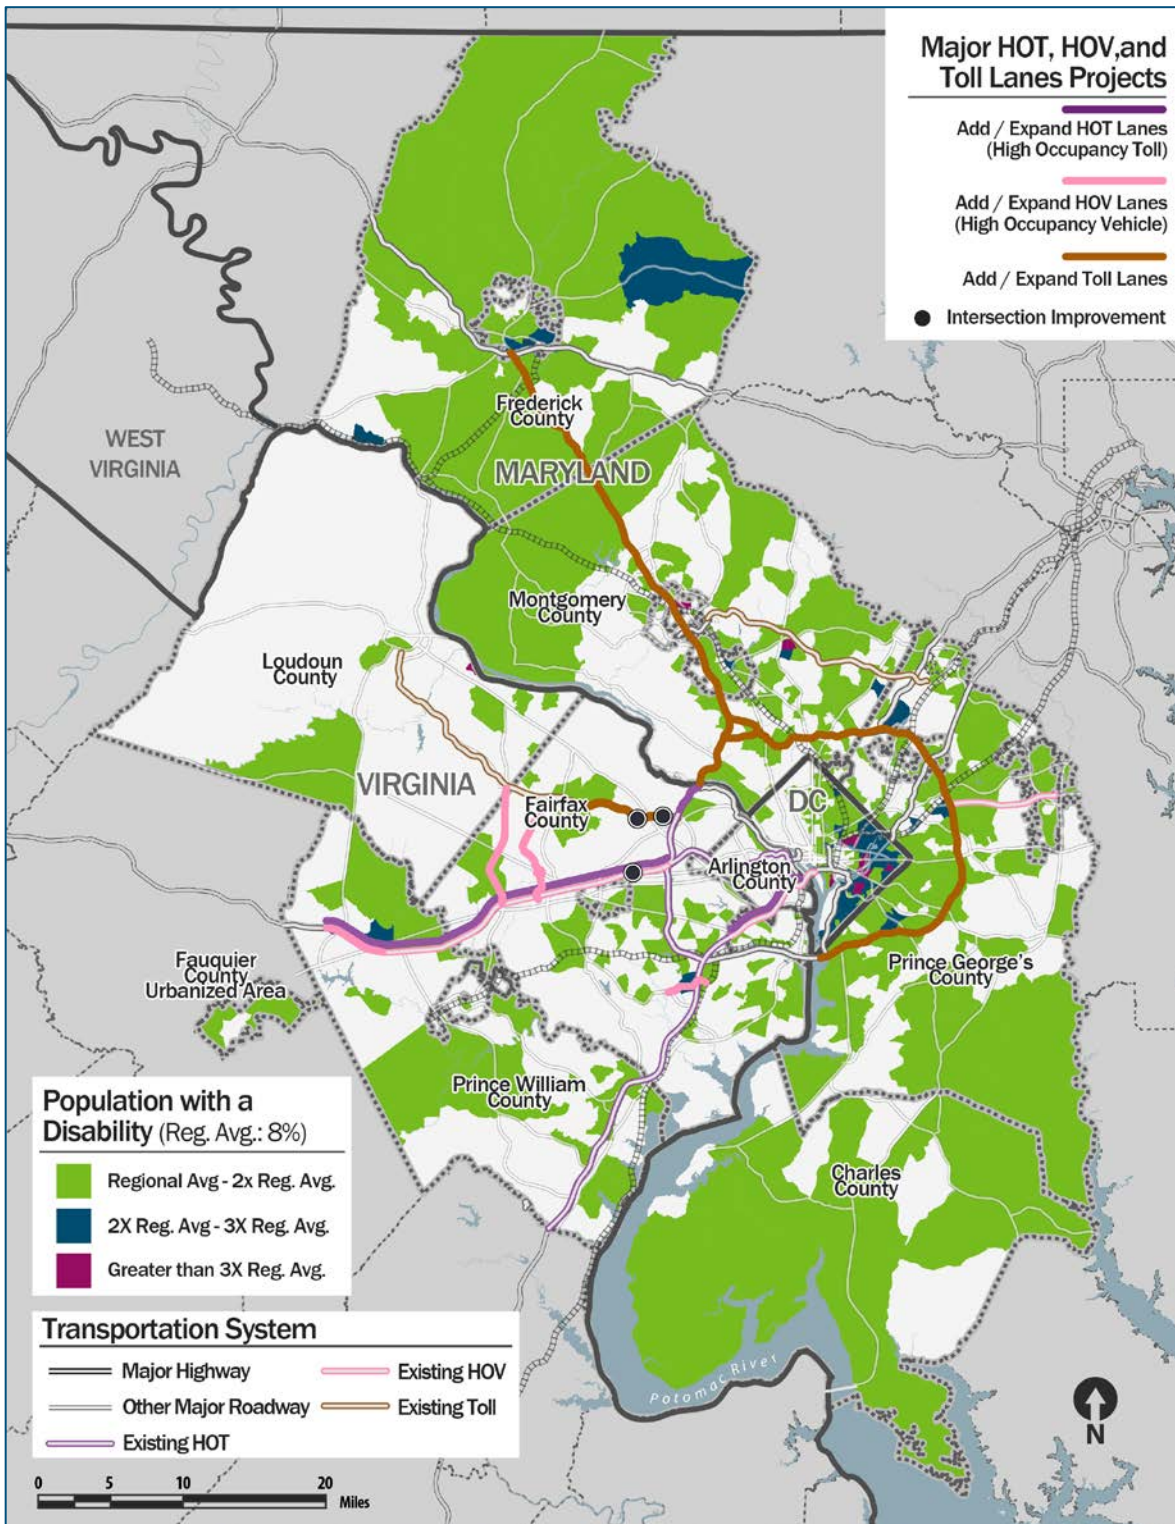 Major HOT, HOV,and
Toll Lanes Projects
Add / Expand HOT Lanes
(High Occupancy Toll)
Add / Expand HOV Lanes
(High Occupancy Vehicle)
Add / Expand Toll Lanes
Intersection Improvement
Frederick
County
MARYLAND
WEST
VIRGINIA
Montgomery
County
Loudoun
County
VIRGINIA
Fairfax
County
DC
Arlington
County
Fauquier
County
Urbanized Area
Prince George's
County
Prince William
County
Charles
County
Population with a
Disability (Reg. Avg.: 8%)
Regional Avg - 2x Reg. Avg.
2X Reg. Avg - 3X Reg. Avg.
Greater than 3X Reg. Avg.
Transportation System
Major Highway
Existing HOV
Other Major Roadway
Existing Toll
Existing HOT
Potomac River
N
0 5 10 20
Miles